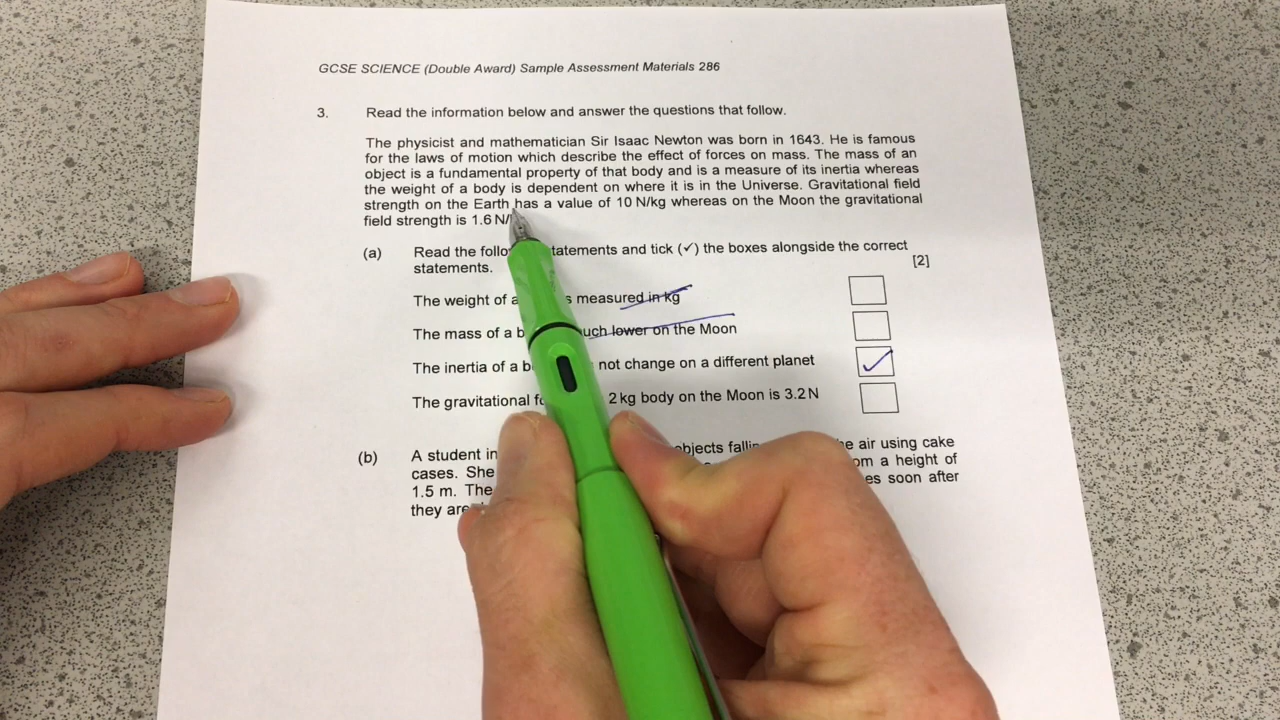 GCSE SCIENCE (Double Award) Sample Assessment Materials 286
3. Read the information below and answer the questions that follow.
The physicist and mathematician Sir Isaac Newton was born in 1643. He is famous
for the laws of motion which describe the effect of forces on mass. The mass of an
object is a fundamental property of that body and is a measure of its inertia whereas
the weight of a body is dependent on where it is in the Universe. Gravitational field
strength on the Earth has a value of 10 N/kg whereas on the Moon the gravitational
field strength is 1.6 N/
(a) Read the tatements and tick (✓) the boxes alongside the correct
statements. [2]
The weight of a measured in kg
The mass of a lower on the Moon
The inertia of a not change on a different planet
✓
The gravitational 2 kg body on the Moon is 3.2 N
(b) A student in objects air using cake
cases. She a height of
1.5 m. The soon after
they are